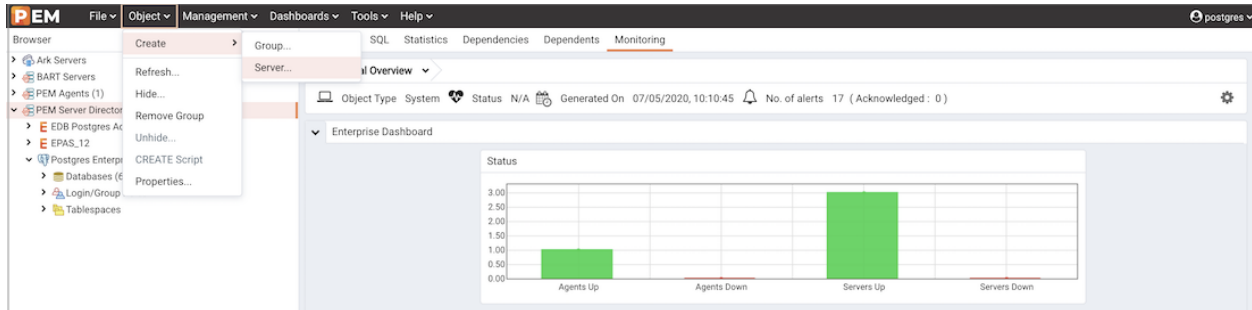 PEM File Object Management Dashboards Tools Help postgres
Browser
SQL Statistics Dependencies Dependents Monitoring
Create
Group...
Server...
Refresh...
Hide...
Remove Group
Unhide...
CREATE Script
Properties...
Ark Servers
BART Servers
PEM Agents (1)
PEM Server Director
EDB Postgres Ac
EPAS_12
Postgres Enterpr
Databases (6
Login/Group
Tablespaces
al Overview
Object Type System Status N/A Generated On 07/05/2020, 10:10:45 No. of alerts 17 (Acknowledged: 0)
Enterprise Dashboard
Status
3.00
2.50
2.00
1.50
1.00
0.50
0.00
Agents Up Agents Down Servers Up Servers Down